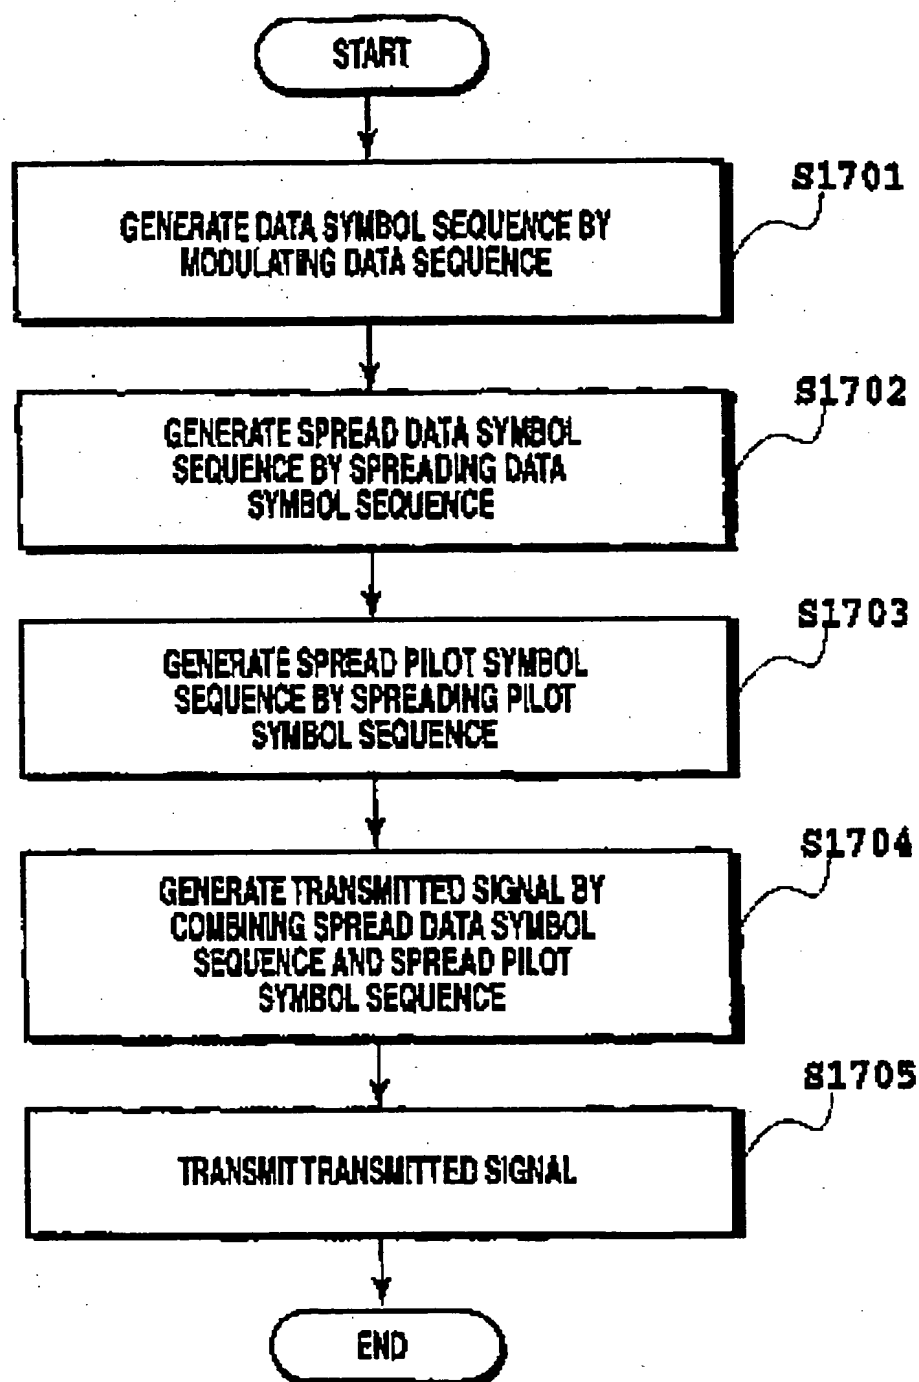 START
S1701
GENERATE DATA SYMBOL SEQUENCE BY
MODULATING DATA SEQUENCE
S1702
GENERATE SPREAD DATA SYMBOL
SEQUENCE BY SPREADING DATA
SYMBOL SEQUENCE
S1703
GENERATE SPREAD PILOT SYMBOL
SEQUENCE BY SPREADING PILOT
SYMBOL SEQUENCE
S1704
GENERATE TRANSMITTED SIGNAL BY
COMBINING SPREAD DATA SYMBOL
SEQUENCE AND SPREAD PILOT
SYMBOL SEQUENCE
S1705
TRANSMIT TRANSMITTED SIGNAL
END